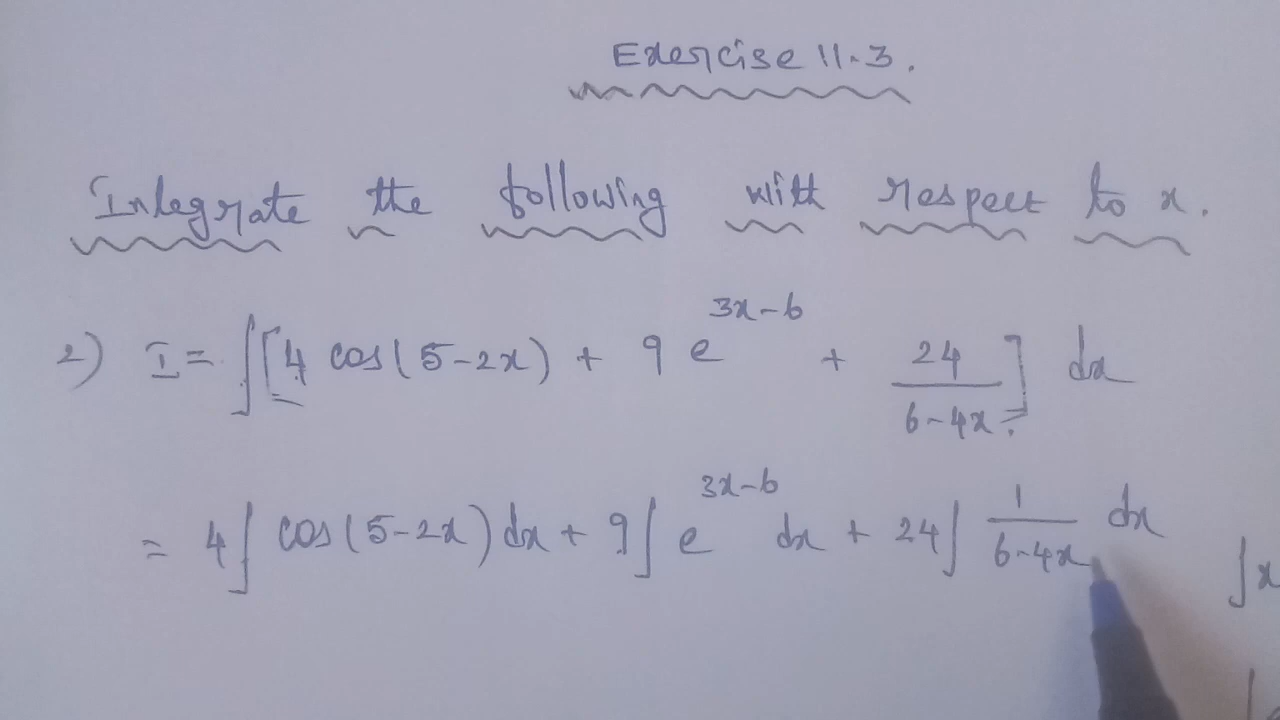 Exercise 11.3.
Integrate the following with respect to x.
2) I = ∫[4 cos(5-2x) + 9 e^{3x-6} + 24/(6-4x)] dx
= 4∫ cos(5-2x) dx + 9∫ e^{3x-6} dx + 24∫ 1/(6-4x) dx
∫x